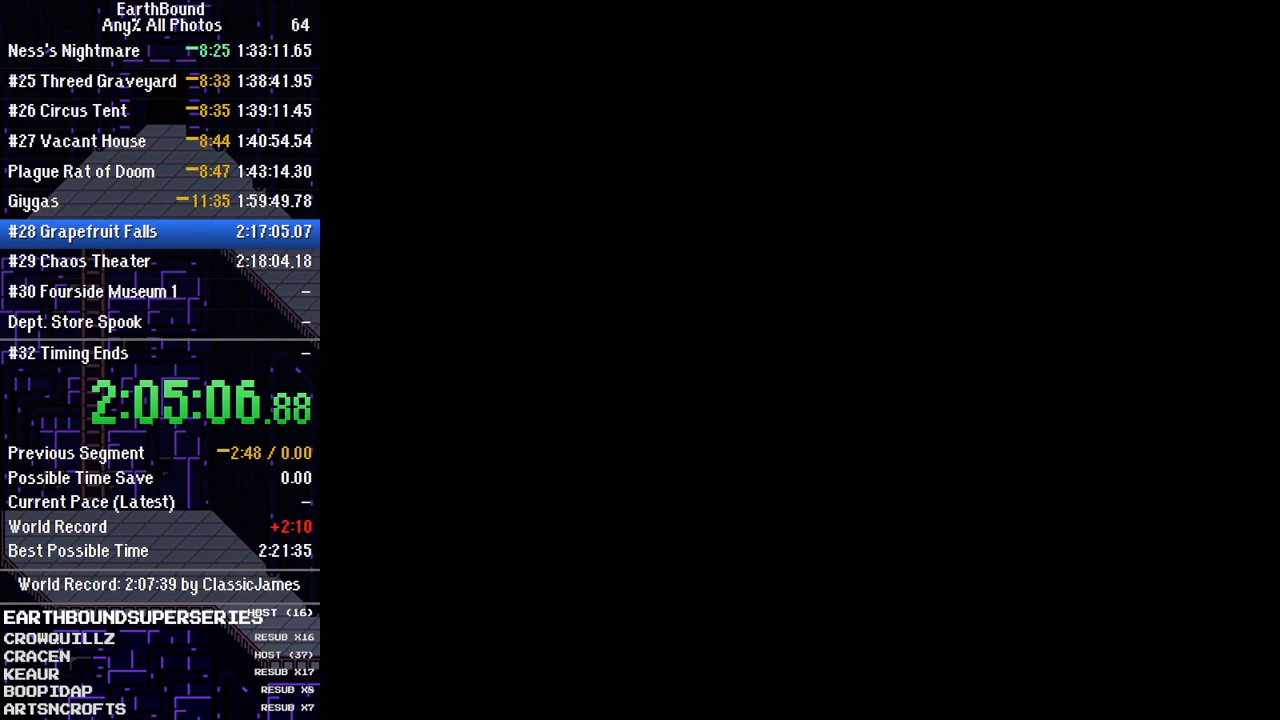 EarthBound
Any% All Photos 64
Ness's Nightmare −8:25 1:33:11.65
#25 Threed Graveyard −8:33 1:38:41.95
#26 Circus Tent −8:35 1:39:11.45
#27 Vacant House −8:44 1:40:54.54
Plague Rat of Doom −8:47 1:43:14.30
Giygas −11:35 1:59:49.78
#28 Grapefruit Falls 2:17:05.07
#29 Chaos Theater 2:18:04.18
#30 Fourside Museum 1 −
Dept. Store Spook −
#32 Timing Ends −
2:05:06.88
Previous Segment −2:48 / 0.00
Possible Time Save 0.00
Current Pace (Latest) −
World Record +2:10
Best Possible Time 2:21:35
World Record: 2:07:39 by ClassicJames
EARTHBOUNDSUPERSERIES HOST (16)
CROWQUILLZ RESUB X16
CRACEN HOST (37)
KEAUR RESUB X17
BOOPIDAP RESUB X9
ARTSNCROFTS RESUB X7